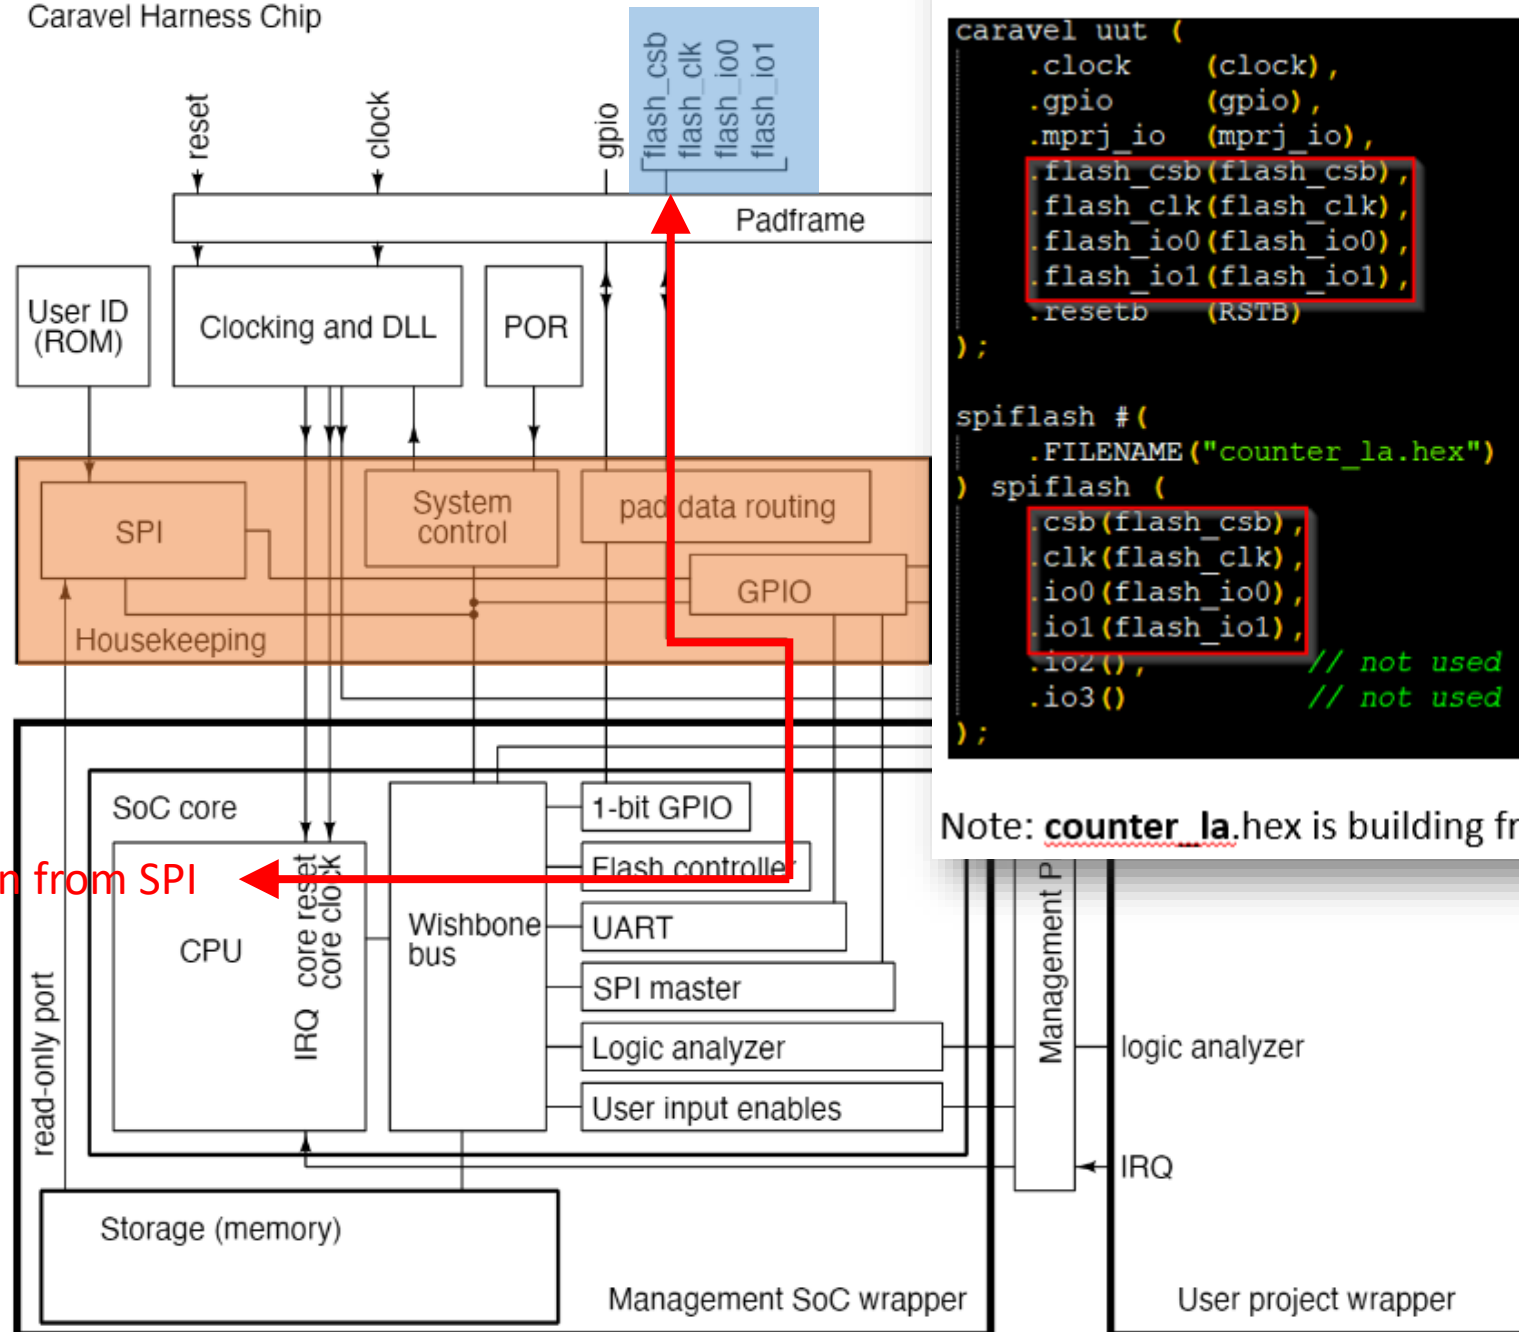 Caravel Harness Chip
reset
clock
gpio
flash_csb
flash_clk
flash_io0
flash_io1
Padframe
User ID
(ROM)
Clocking and DLL
POR
SPI
System
control
pad data routing
GPIO
Housekeeping
SoC core
1-bit GPIO
Flash controller
n from SPI
CPU
IRQ
core reset
core clock
Wishbone
bus
UART
SPI master
Logic analyzer
User input enables
read-only port
Storage (memory)
Management SoC wrapper
Management P
logic analyzer
IRQ
User project wrapper
caravel uut (
.clock (clock),
.gpio (gpio),
.mprj_io (mprj_io),
.flash_csb(flash_csb),
.flash_clk(flash_clk),
.flash_io0(flash_io0),
.flash_io1(flash_io1),
.resetb (RSTB)
);
spiflash #(
.FILENAME("counter_la.hex")
) spiflash (
.csb(flash_csb),
.clk(flash_clk),
.io0(flash_io0),
.io1(flash_io1),
.io2(), // not used
.io3() // not used
);
Note: counter_la.hex is building fr